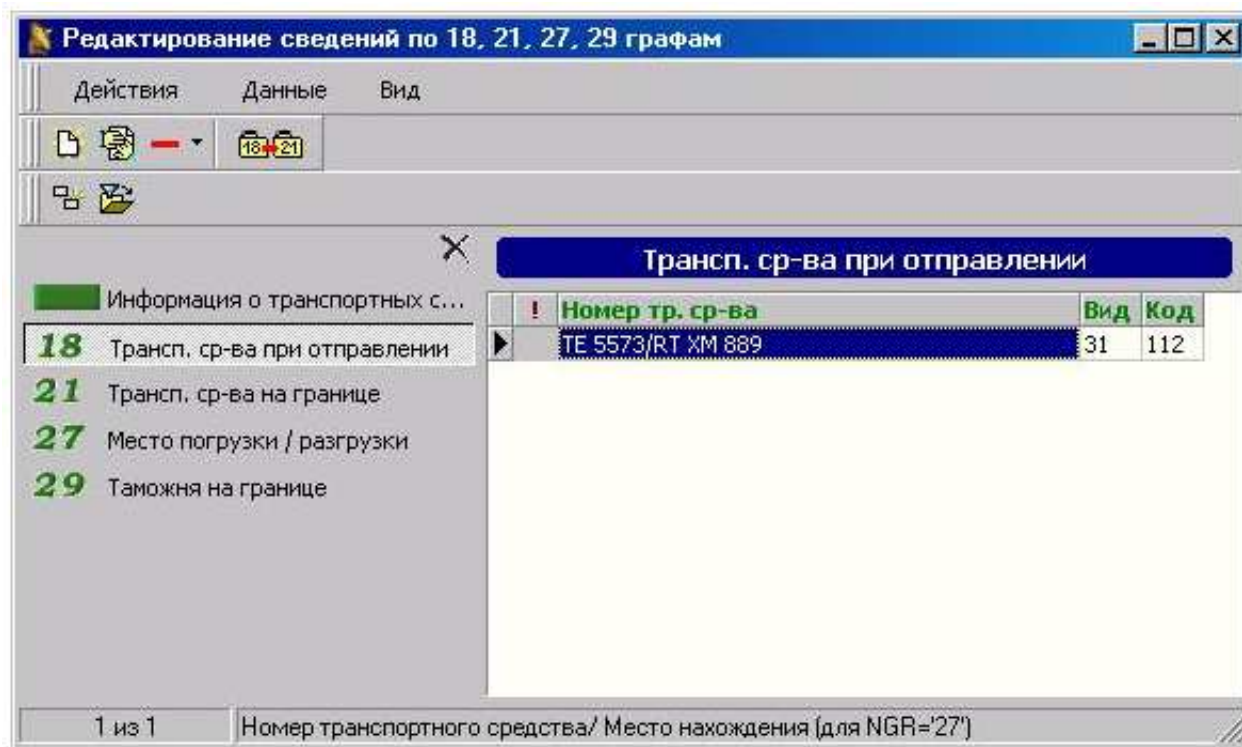 Редактирование сведений по 18, 21, 27, 29 графам
Действия Данные Вид
18 21
Трансп. ср-ва при отправлении
Информация о транспортных с...
18 Трансп. ср-ва при отправлении
21 Трансп. ср-ва на границе
27 Место погрузки / разгрузки
29 Таможня на границе
! Номер тр. ср-ва Вид Код
TE 5573/RT XM 889 31 112
1 из 1 Номер транспортного средства/ Место нахождения (для NGR='27')